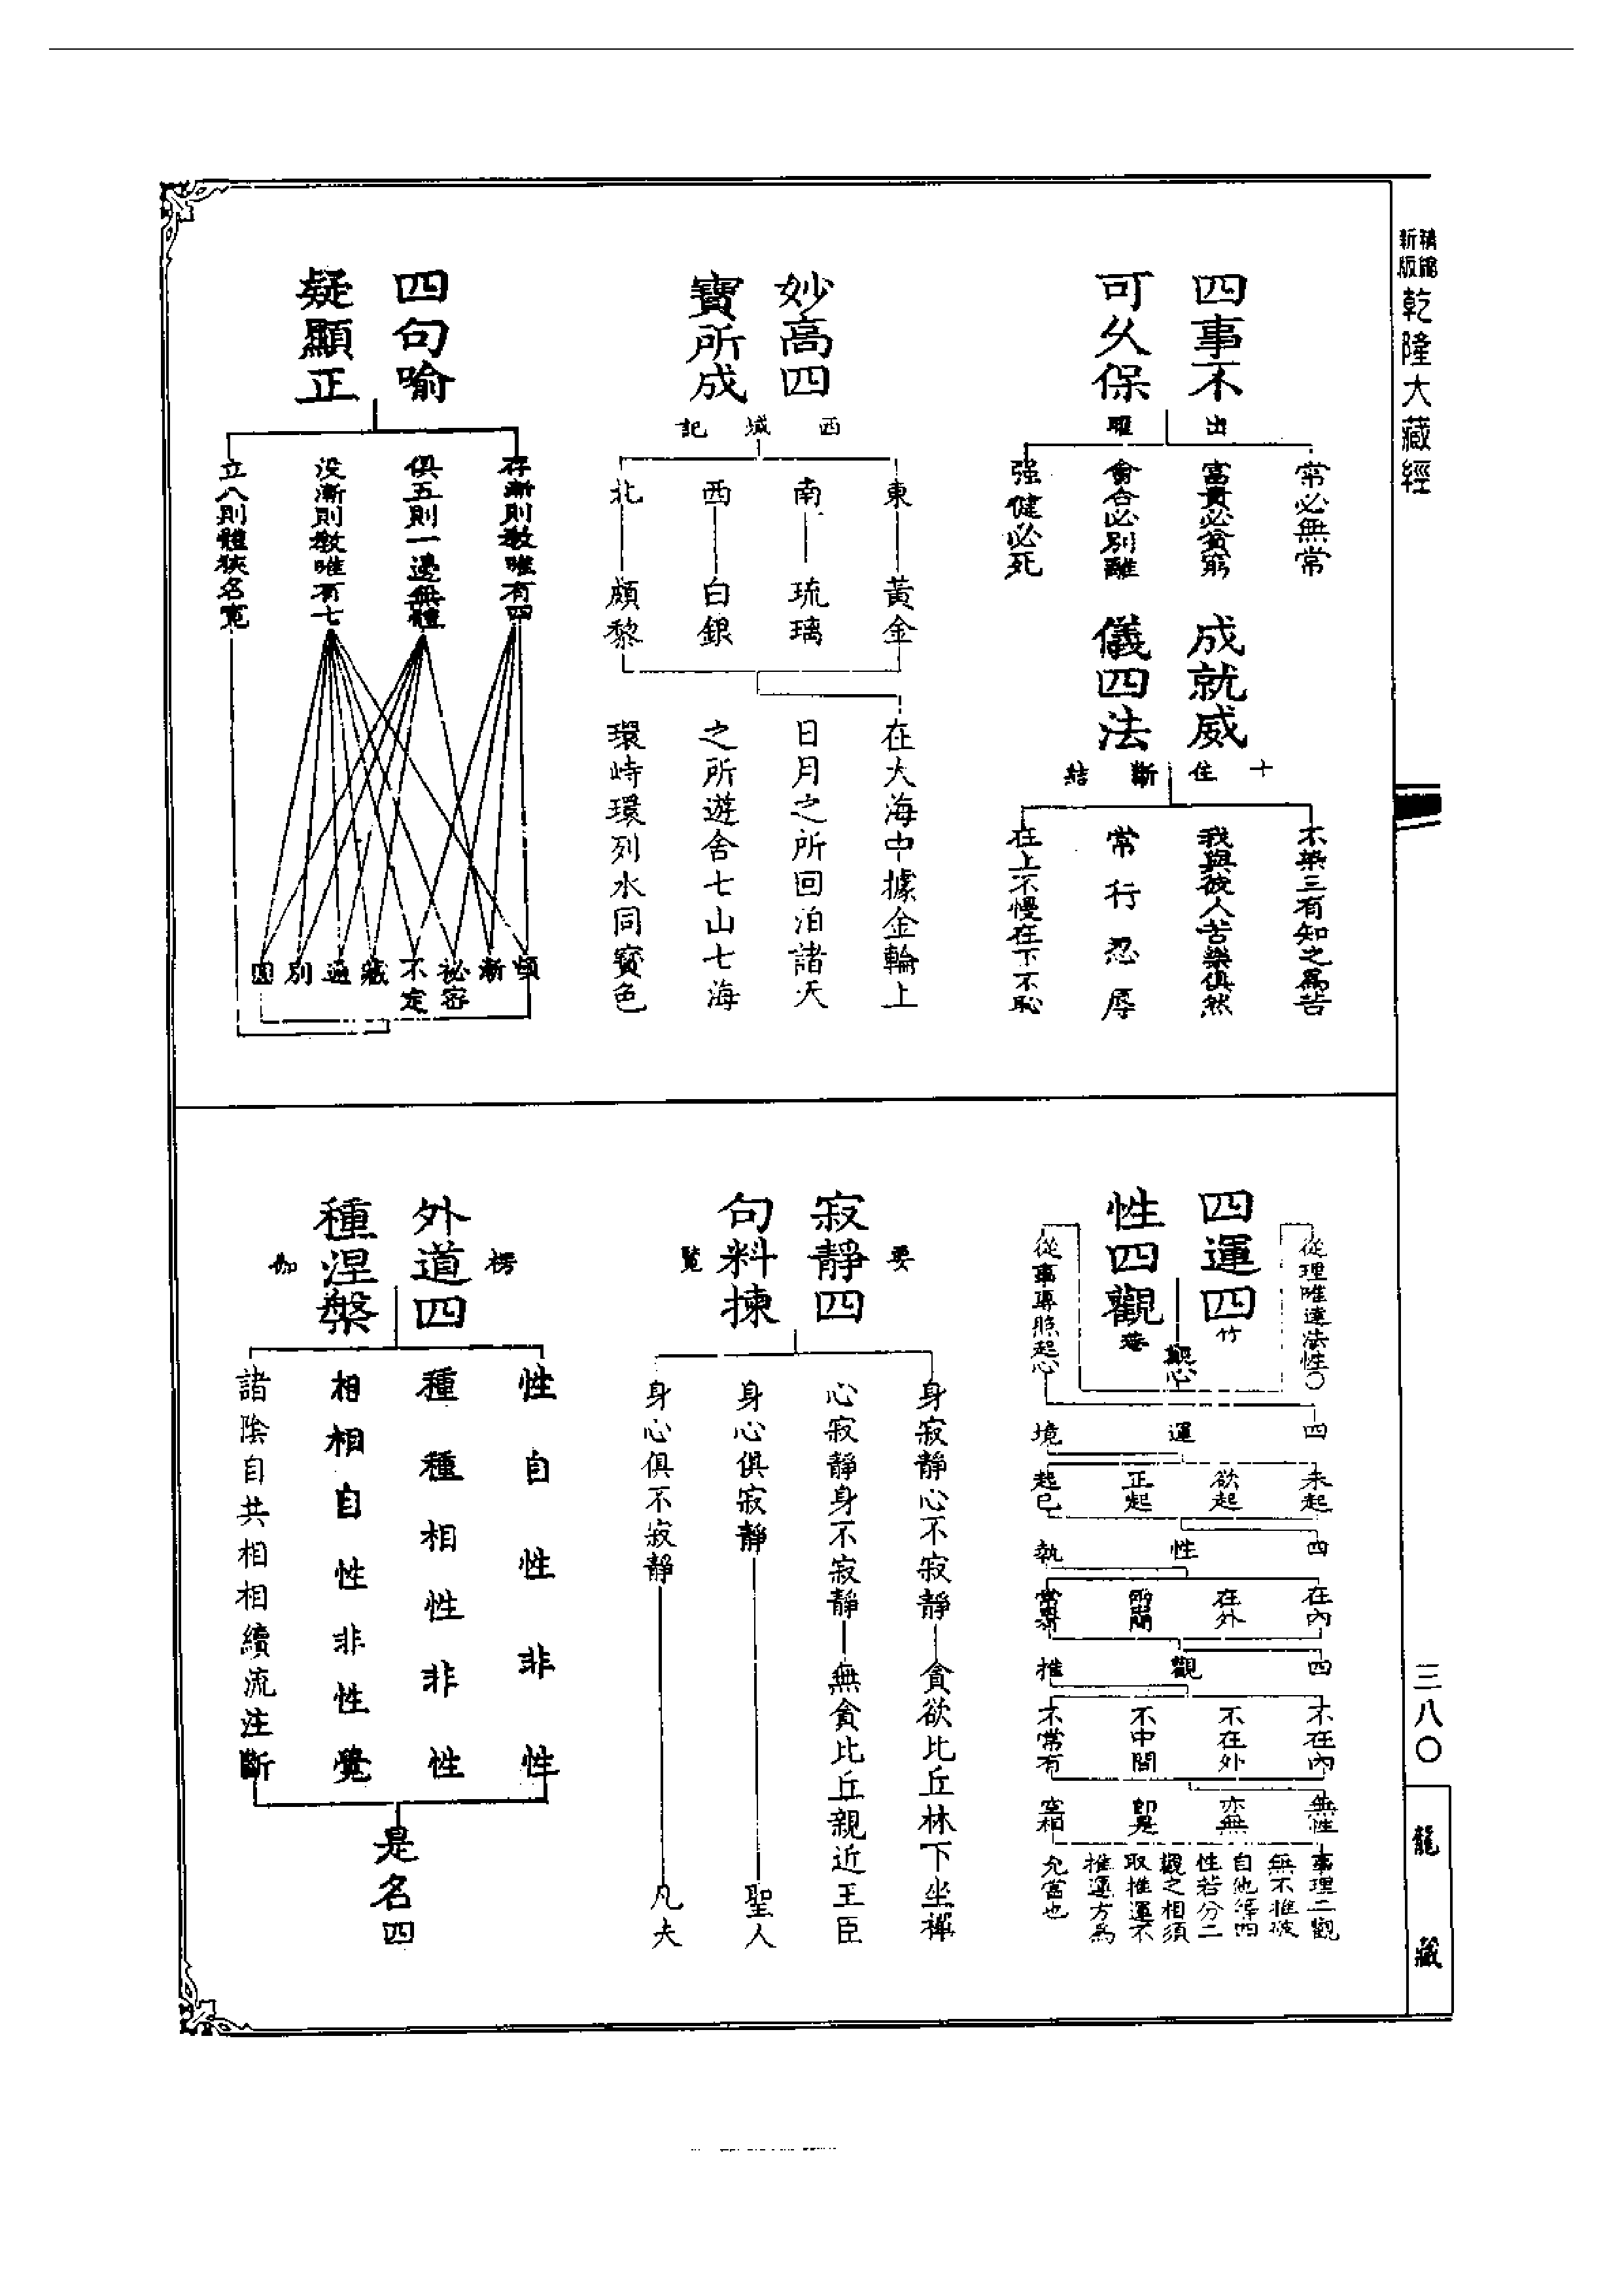 新編縮版
乾隆大藏經
四事不
可久保
出曜
常必無常
富貴必貧窮
會合必別離
强健必死
成就威
儀四法
十住斷結
不樂三有知之為苦
我與彼人苦樂俱然
常行忍辱
在上不慢在下不恥
妙高四
寶所成
西域記
東
黃金
南
琉璃
西
白銀
北
頗黎
在大海中據金輪上
日月之所回泊諸天
之所遊舍七山七海
環峙環列水同寶色
四句喻
疑顯正
存漸則教唯有四
俱五則一邊無體
没漸則教唯有七
立八則體狹名寬
頓
漸
祕密
不定
藏
通
別
圓
四運四
性四觀
竹菴
觀心
從理唯達法性○
從事專照起心
四運境
未起
欲起
正起
起已
四性執
在內
在外
兩間
常具
四觀推
不在內
不在外
不中間
不常有
無性
亦無
即是
空相
事理二觀
無不推彼
自他等四
性若分二
觀之相須
取推運不
推運方為
允當也
寂靜四
句料揀
要覽
身寂靜心不寂靜
貪欲比丘林下坐禪
心寂靜身不寂靜
無貪比丘親近王臣
身心俱寂靜
聖人
身心俱不寂靜
凡夫
外道四
種涅槃
楞伽
性自性非性
種種相性非性
相相自性非性覺
諸陰自共相相續流注斷
是名四
三八〇
龍藏